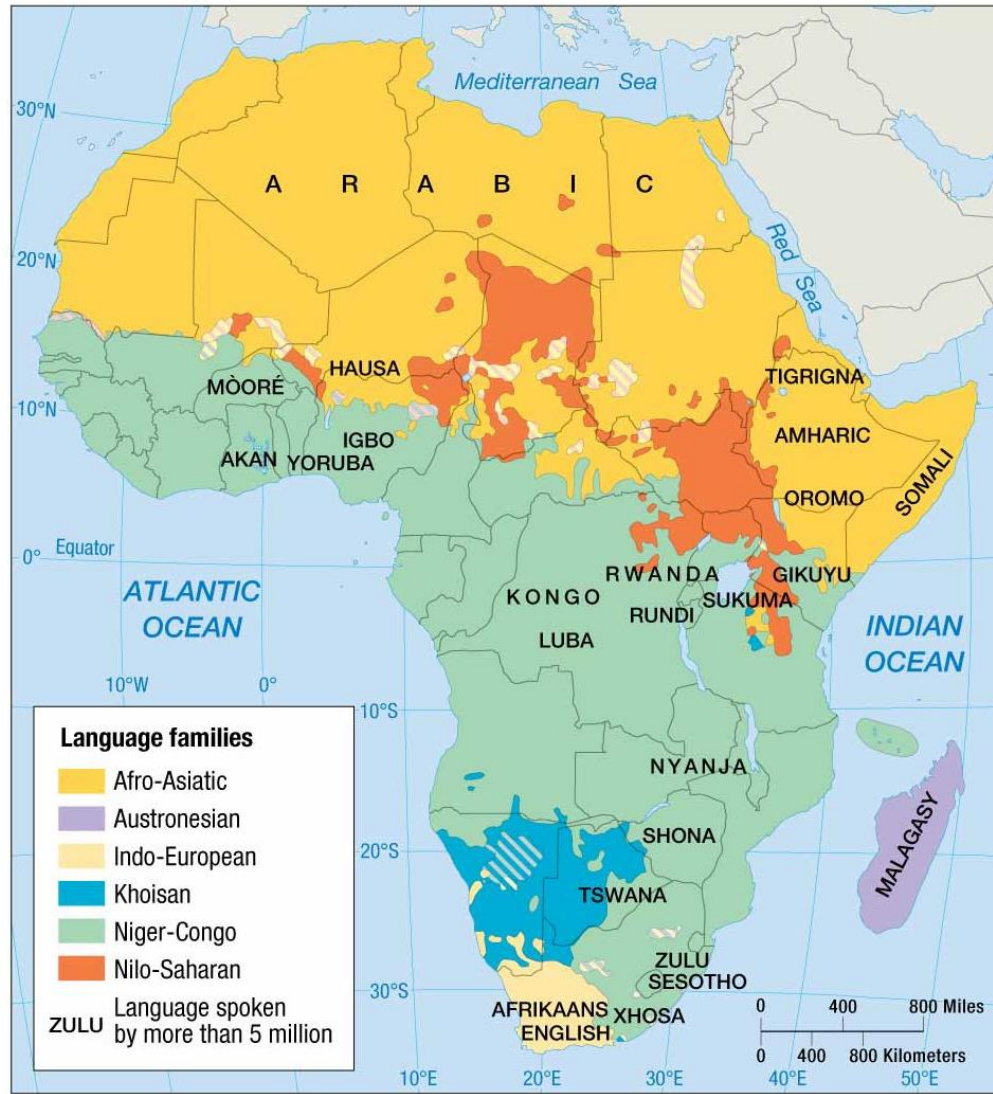 Mediterranean Sea
30°N
A R A B I C
20°N
Red Sea
HAUSA
TIGRIGNA
MÒORÉ
10°N
AMHARIC
IGBO
AKAN
YORUBA
OROMO
SOMALI
0°
Equator
RWANDA
GIKUYU
ATLANTIC
OCEAN
KONGO
SUKUMA
RUNDI
LUBA
INDIAN
OCEAN
10°W
0°
10°S
NYANJA
SHONA
20°S
MALAGASY
TSWANA
ZULU
SESOTHO
30°S
AFRIKAANS
ENGLISH
XHOSA
Language families
Afro-Asiatic
Austronesian
Indo-European
Khoisan
Niger-Congo
Nilo-Saharan
ZULU
Language spoken
by more than 5 million
0 400 800 Miles
0 400 800 Kilometers
10°E
20°E
30°E
40°E
50°E